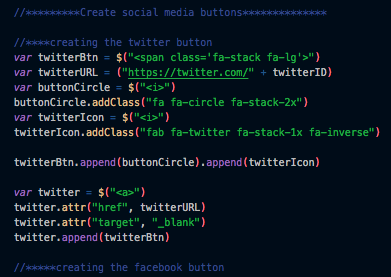 //*********Create social media buttons**************
//****creating the twitter button
var twitterBtn = $("<span class='fa-stack fa-lg'>")
var twitterURL = ("https://twitter.com/" + twitterID)
var buttonCircle = $("<i>")
buttonCircle.addClass("fa fa-circle fa-stack-2x")
var twitterIcon = $("<i>")
twitterIcon.addClass("fab fa-twitter fa-stack-1x fa-inverse")
twitterBtn.append(buttonCircle).append(twitterIcon)
var twitter = $("<a>")
twitter.attr("href", twitterURL)
twitter.attr("target", "_blank")
twitter.append(twitterBtn)
//*****creating the facebook button